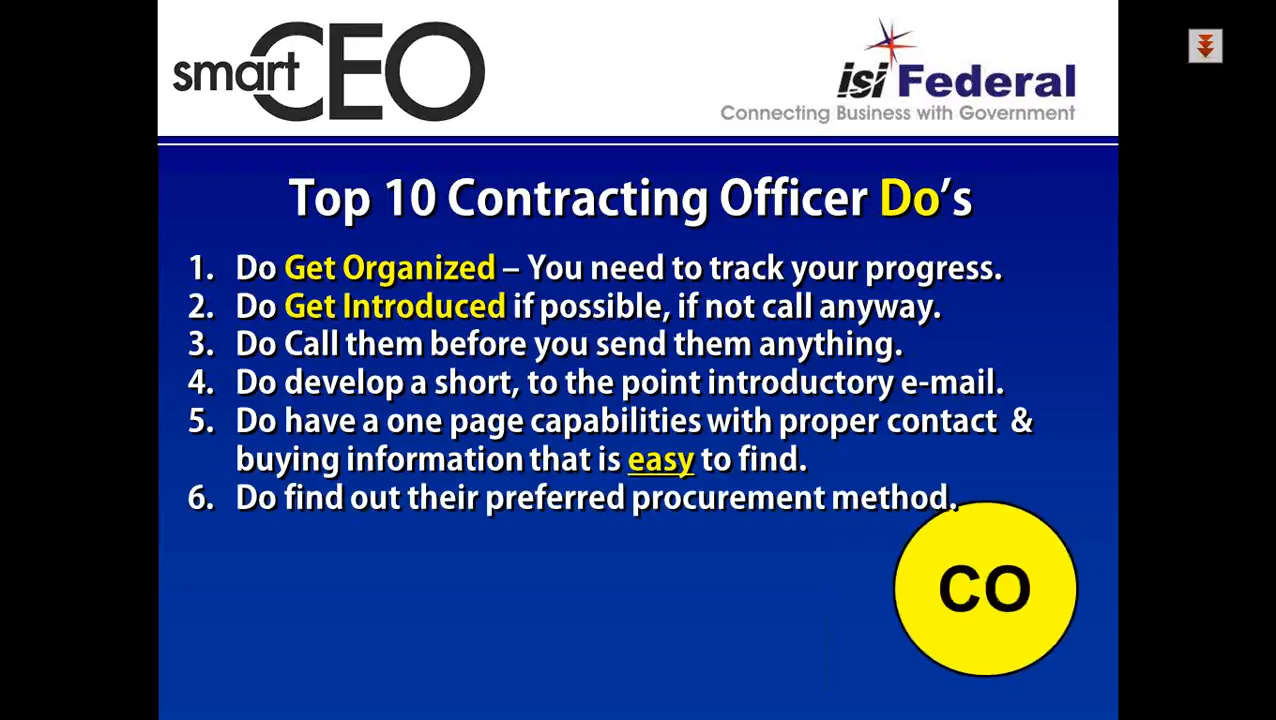 smartCEO
isi Federal
Connecting Business with Government
Top 10 Contracting Officer Do's
1. Do Get Organized – You need to track your progress.
2. Do Get Introduced if possible, if not call anyway.
3. Do Call them before you send them anything.
4. Do develop a short, to the point introductory e-mail.
5. Do have a one page capabilities with proper contact &
buying information that is easy to find.
6. Do find out their preferred procurement method.
CO